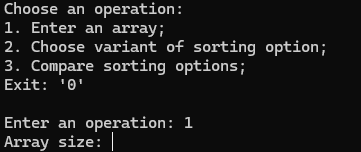 Choose an operation:
1. Enter an array;
2. Choose variant of sorting option;
3. Compare sorting options;
Exit: '0'
Enter an operation: 1
Array size: